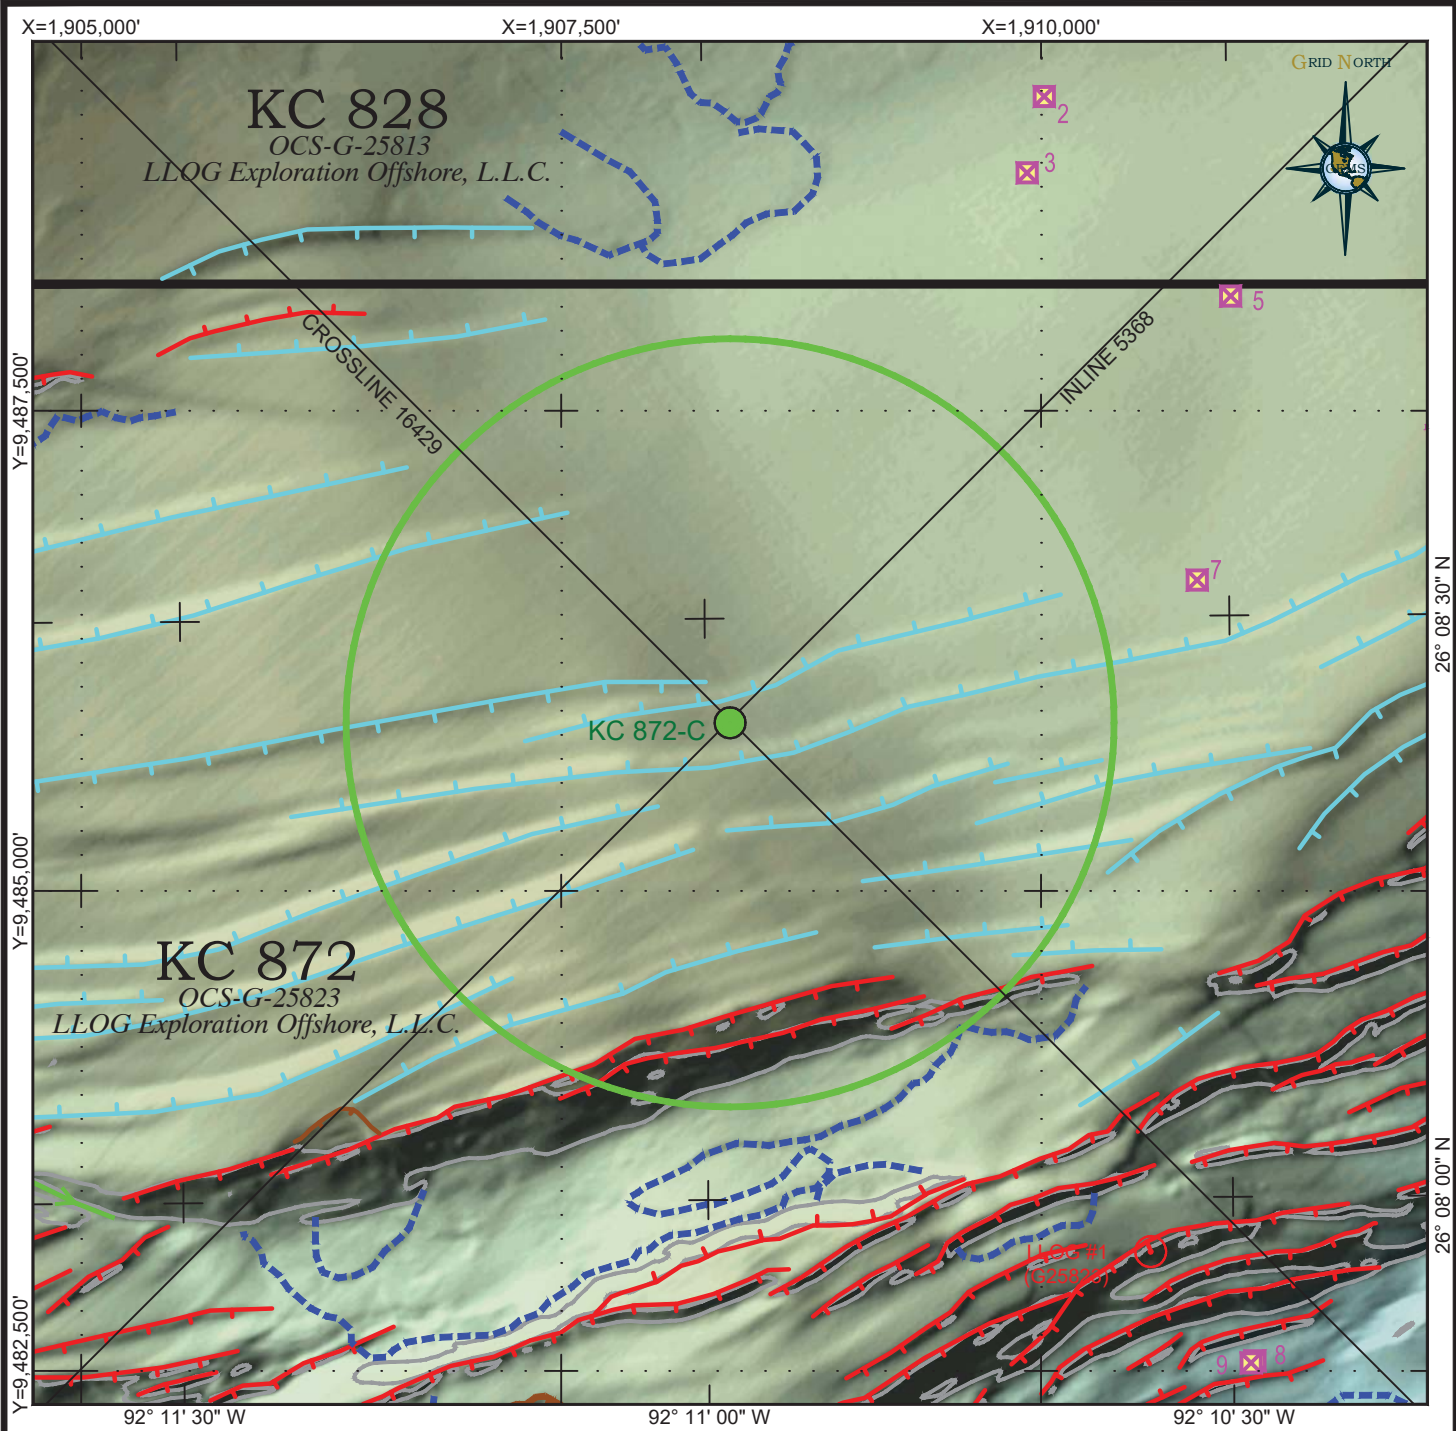 X=1,905,000'
X=1,907,500'
X=1,910,000'
GRID NORTH
KC 828
OCS-G-25813
LLOG Exploration Offshore, L.L.C.
2
3
GEMS
5
CROSSLINE 16429
INLINE 5368
Y=9,487,500'
7
26° 08' 30" N
KC 872-C
Y=9,485,000'
KC 872
OCS-G-25823
LLOG Exploration Offshore, L.L.C.
26° 08' 00" N
LLOG #1
(G25823)
Y=9,482,500'
9
8
92° 11' 30" W
92° 11' 00" W
92° 10' 30" W